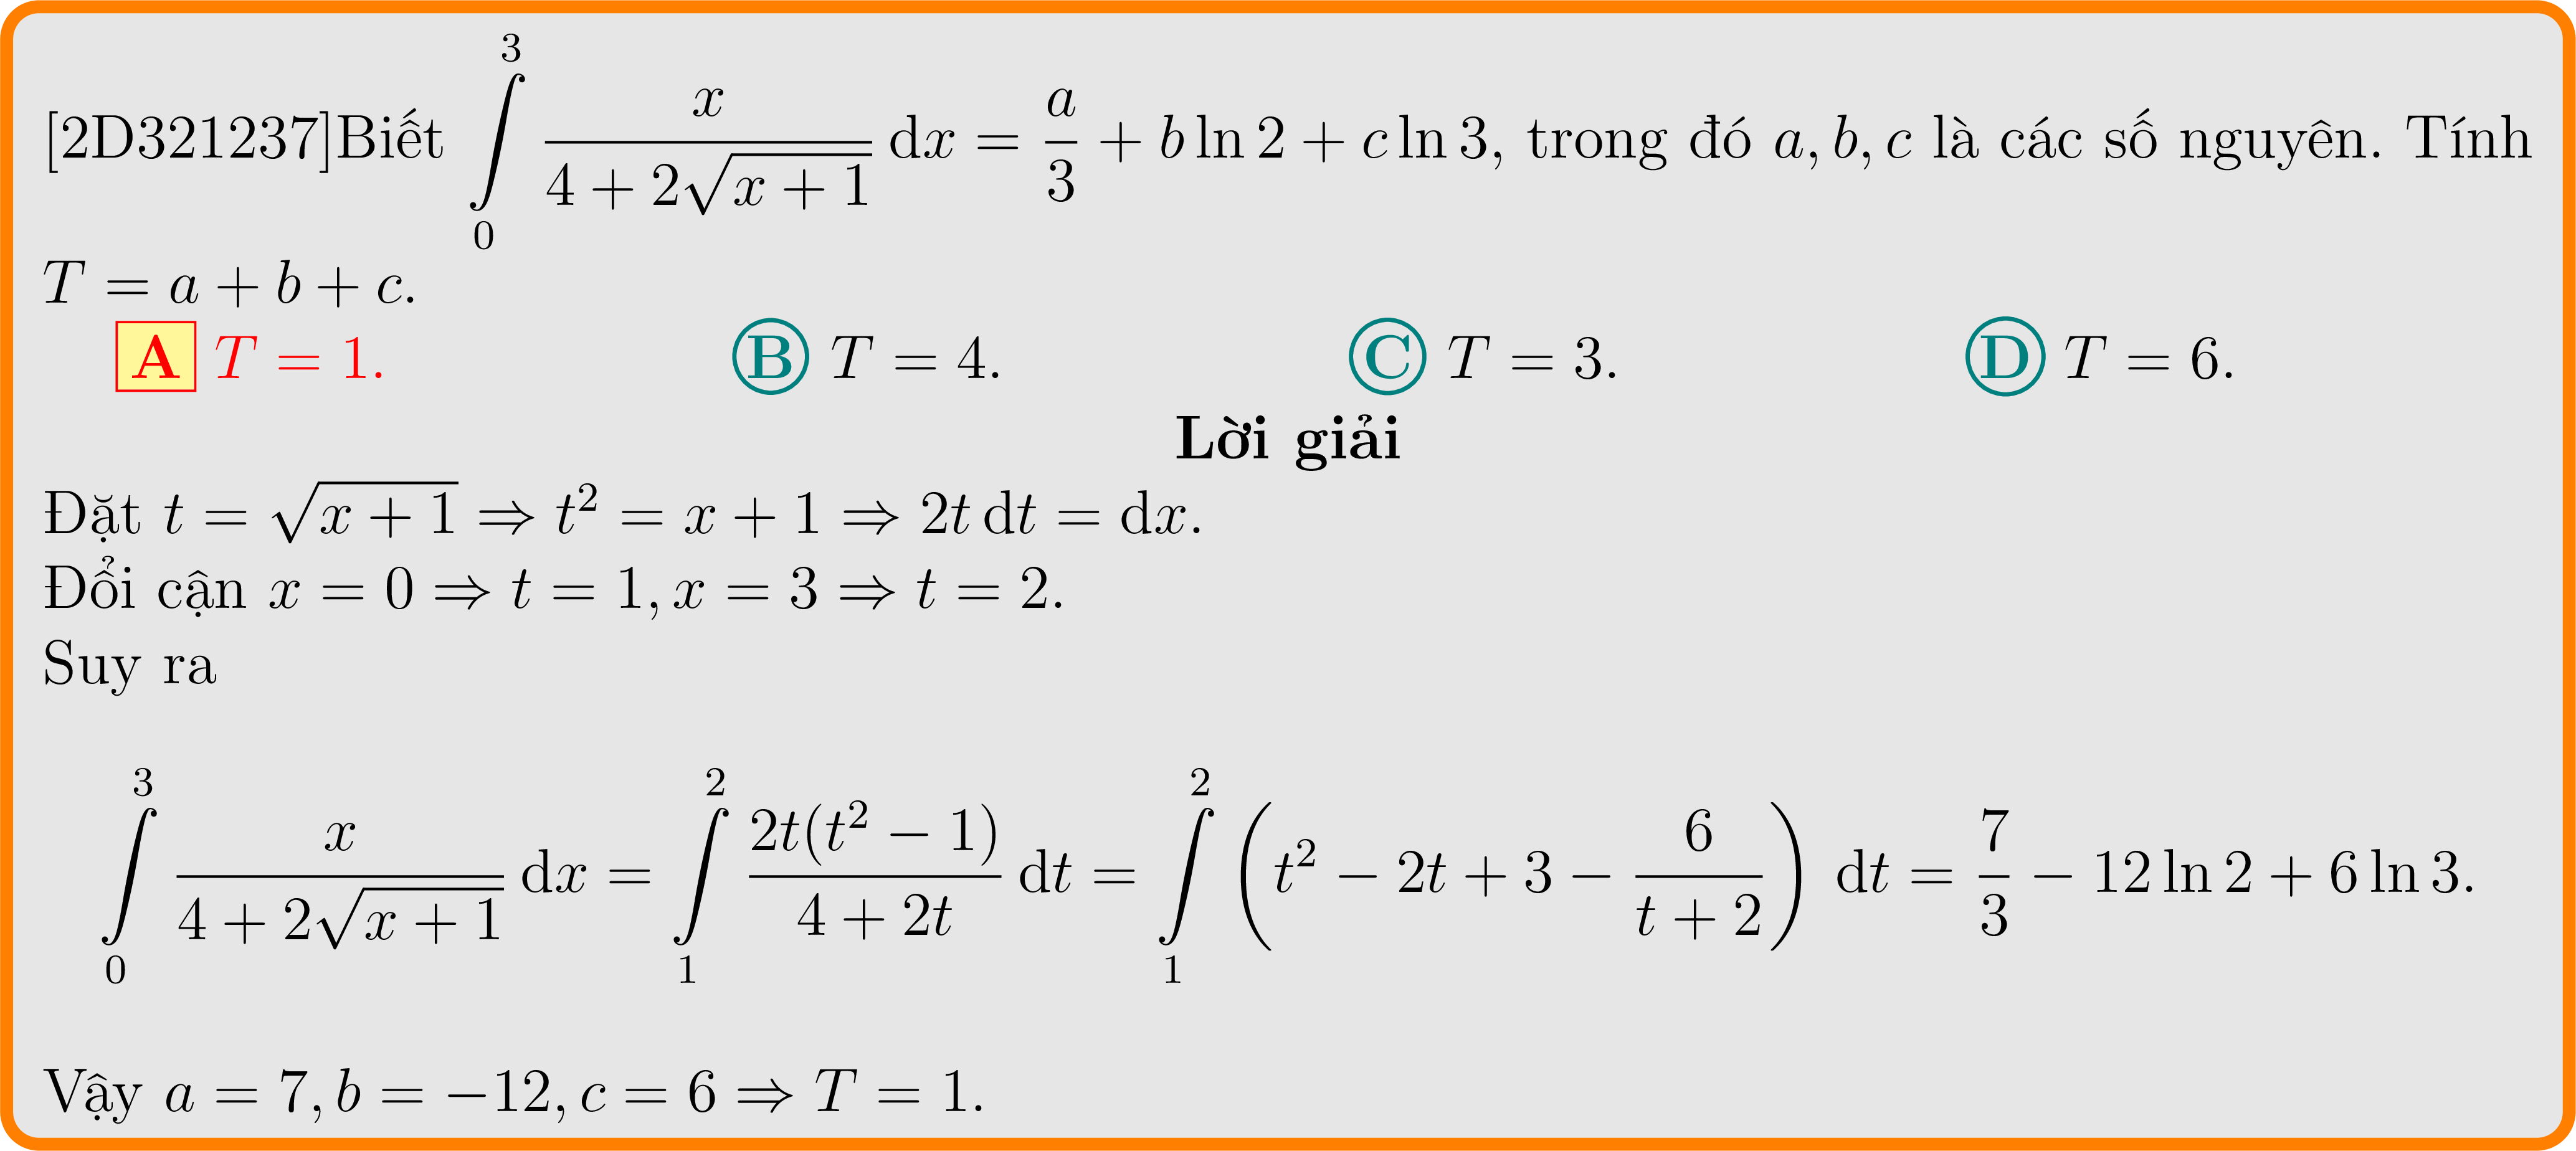 [2D321237]Biết $\int\limits_0^3 \frac{x}{4+2\sqrt{x+1}}\,\mathrm{d}x = \frac{a}{3} + b\ln 2 + c\ln 3$, trong đó $a, b, c$ là các số nguyên. Tính
$T = a + b + c$.
A $T = 1$. B $T = 4$. C $T = 3$. D $T = 6$.
Lời giải
Đặt $t = \sqrt{x+1} \Rightarrow t^2 = x + 1 \Rightarrow 2t\,\mathrm{d}t = \mathrm{d}x$.
Đổi cận $x = 0 \Rightarrow t = 1, x = 3 \Rightarrow t = 2$.
Suy ra
$\int\limits_0^3 \frac{x}{4+2\sqrt{x+1}}\,\mathrm{d}x = \int\limits_1^2 \frac{2t(t^2-1)}{4+2t}\,\mathrm{d}t = \int\limits_1^2 \left(t^2 - 2t + 3 - \frac{6}{t+2}\right)\,\mathrm{d}t = \frac{7}{3} - 12\ln 2 + 6\ln 3$.
Vậy $a = 7, b = -12, c = 6 \Rightarrow T = 1$.